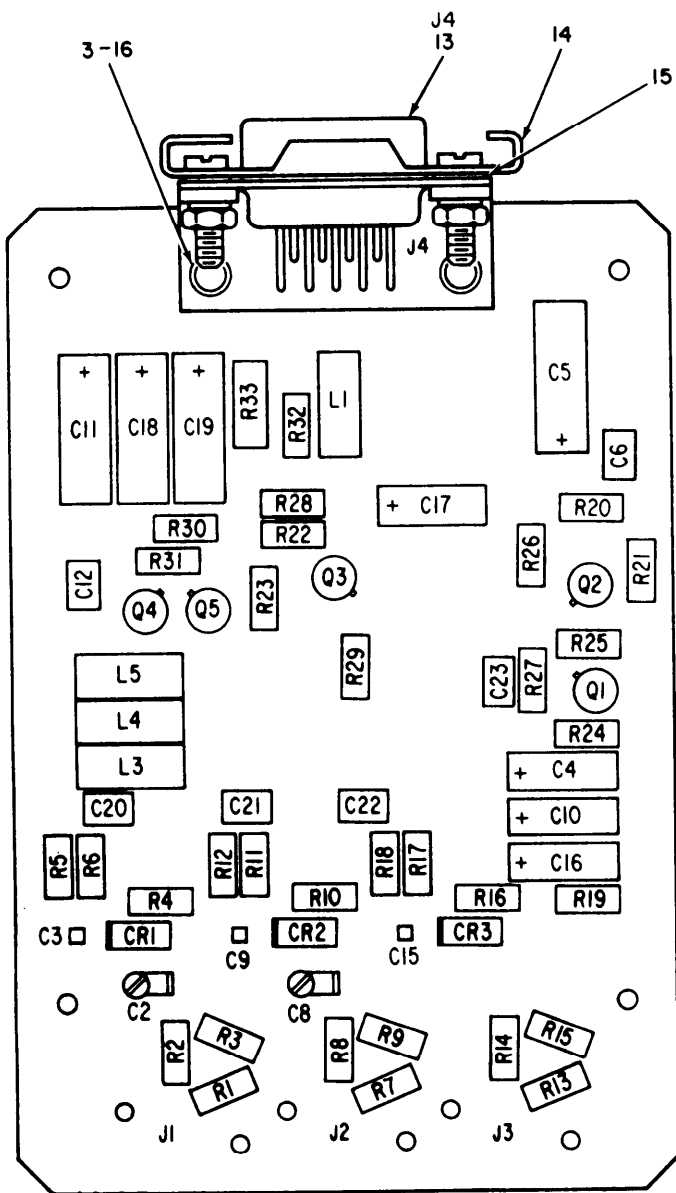 J4
13
3-16
14
15
J4
C11
C18
C19
R33
R32
L1
C5
C6
R28
C17
R20
R30
R22
R26
R21
R31
C12
R23
Q3
Q2
Q4
Q5
R25
R29
C23
R27
Q1
L5
L4
L3
R24
C4
C20
C21
C22
C10
C16
R5
R6
R12
R11
R18
R17
R4
R10
R16
R19
C3
CR1
C9
CR2
C15
CR3
C2
C8
R2
R3
R1
R8
R9
R7
R14
R15
R13
J1
J2
J3